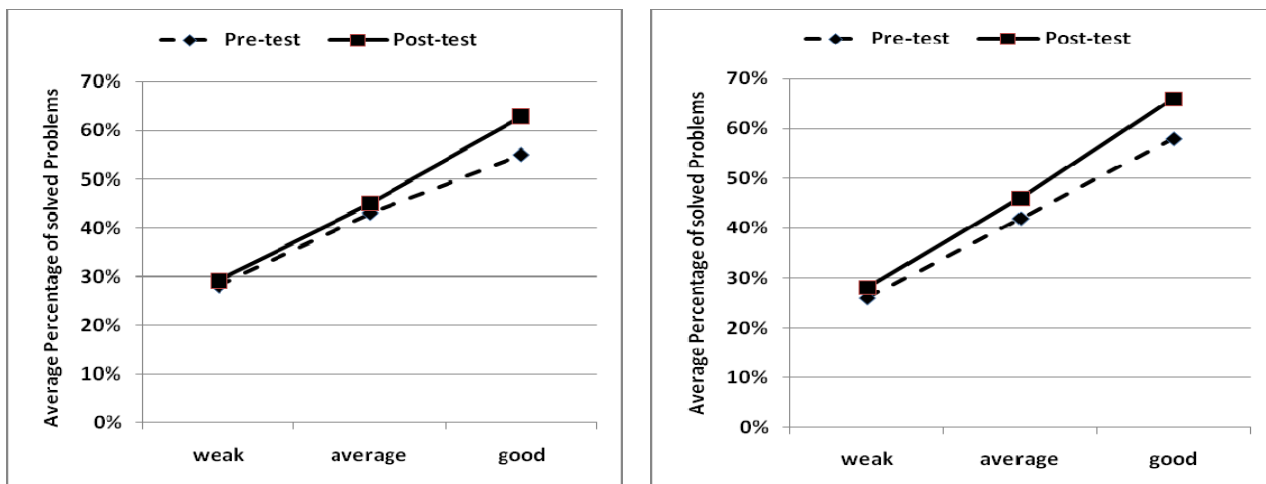 Pre-test Post-test
Average Percentage of solved Problems
70%
60%
50%
40%
30%
20%
10%
0%
weak average good
Pre-test Post-test
Average Percentage of solved Problems
70%
60%
50%
40%
30%
20%
10%
0%
weak average good